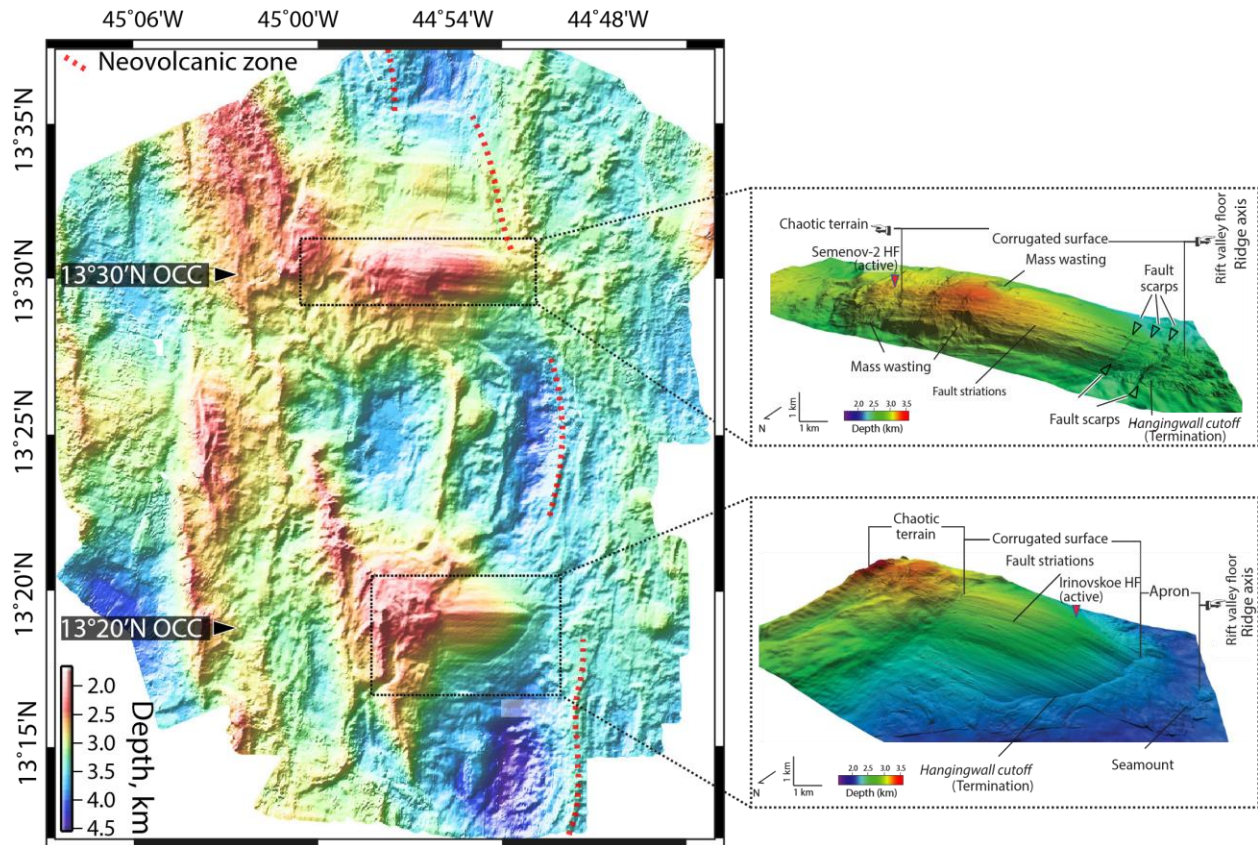 45°06'W 45°00'W 44°54'W 44°48'W
Neovolcanic zone
13°35'N
13°30'N
13°25'N
13°20'N
13°15'N
13°30'N OCC
13°20'N OCC
2.0
2.5
3.0
3.5
4.0
4.5
Depth, km
Chaotic terrain
Semenov-2 HF
(active)
Corrugated surface
Mass wasting
Fault
scarps
Rift valley floor
Ridge axis
Mass wasting
Fault striations
Fault scarps
Hangingwall cutoff
(Termination)
N
1 km
1 km
2.0 2.5 3.0 3.5
Depth (km)
Chaotic
terrain
Corrugated surface
Fault striations
Irinovskoe HF
(active)
Apron
Rift valley floor
Ridge axis
Hangingwall cutoff
(Termination)
Seamount
N
1 km
1 km
2.0 2.5 3.0 3.5
Depth (km)